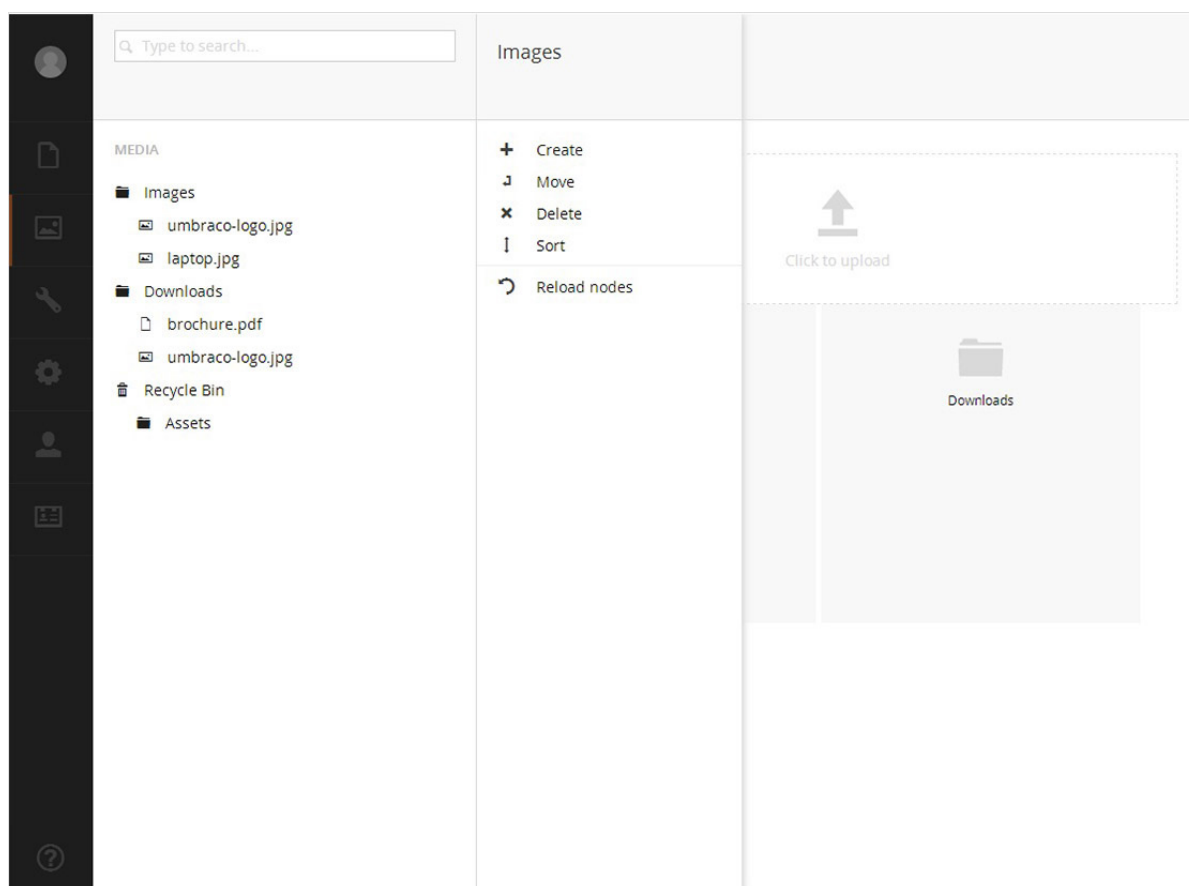 Type to search...
MEDIA
Images
umbraco-logo.jpg
laptop.jpg
Downloads
brochure.pdf
umbraco-logo.jpg
Recycle Bin
Assets
Images
Create
Move
Delete
Sort
Reload nodes
Click to upload
Downloads